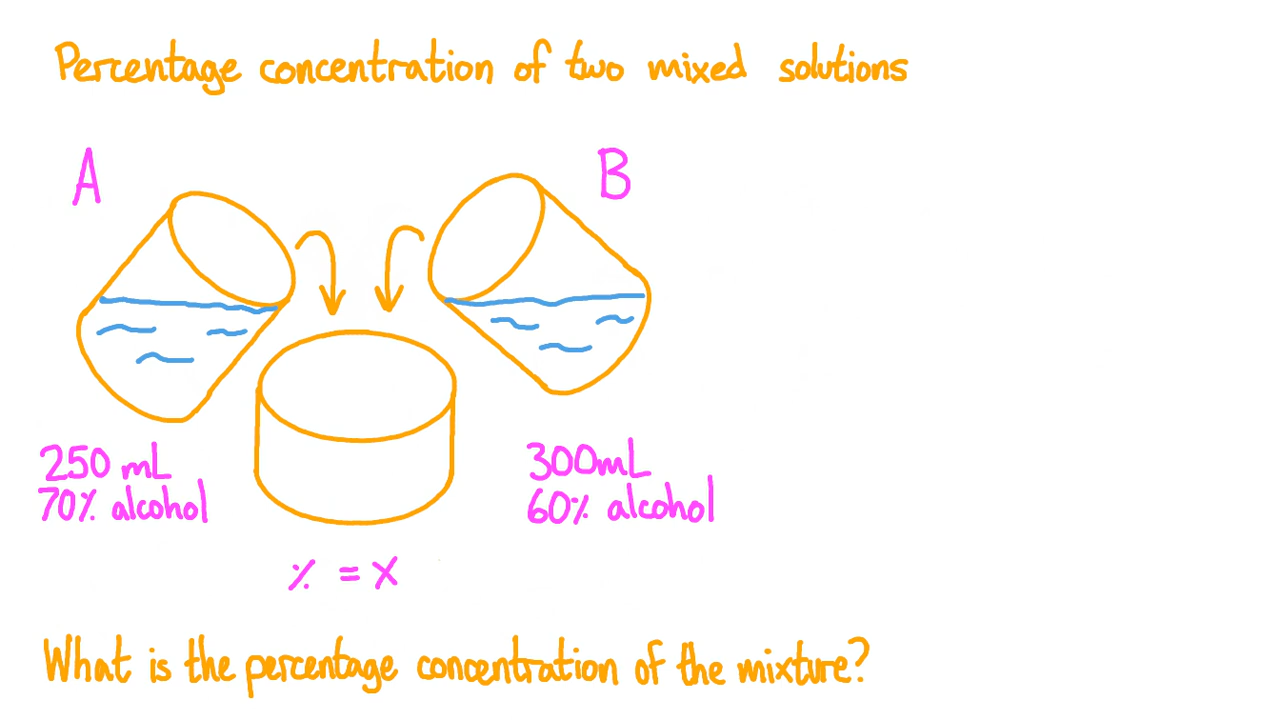 Percentage concentration of two mixed solutions
A
B
250 mL
70% alcohol
300mL
60% alcohol
% = x
What is the percentage concentration of the mixture?